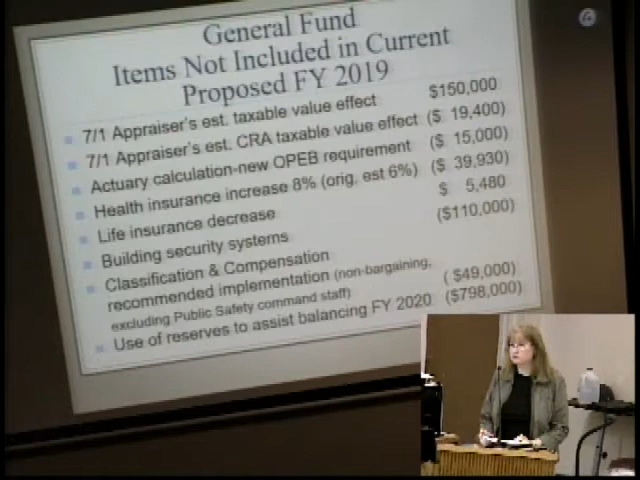 General Fund
Items Not Included in Current
Proposed FY 2019
7/1 Appraiser's est. taxable value effect $150,000
7/1 Appraiser's est. CRA taxable value effect ($ 19,400)
Actuary calculation-new OPEB requirement ($ 15,000)
Health insurance increase 8% (orig. est 6%) ($ 39,930)
Life insurance decrease $ 5,480
Building security systems ($110,000)
Classification & Compensation
recommended implementation (non-bargaining,
excluding Public Safety command staff) ( $49,000)
Use of reserves to assist balancing FY 2020 ($798,000)